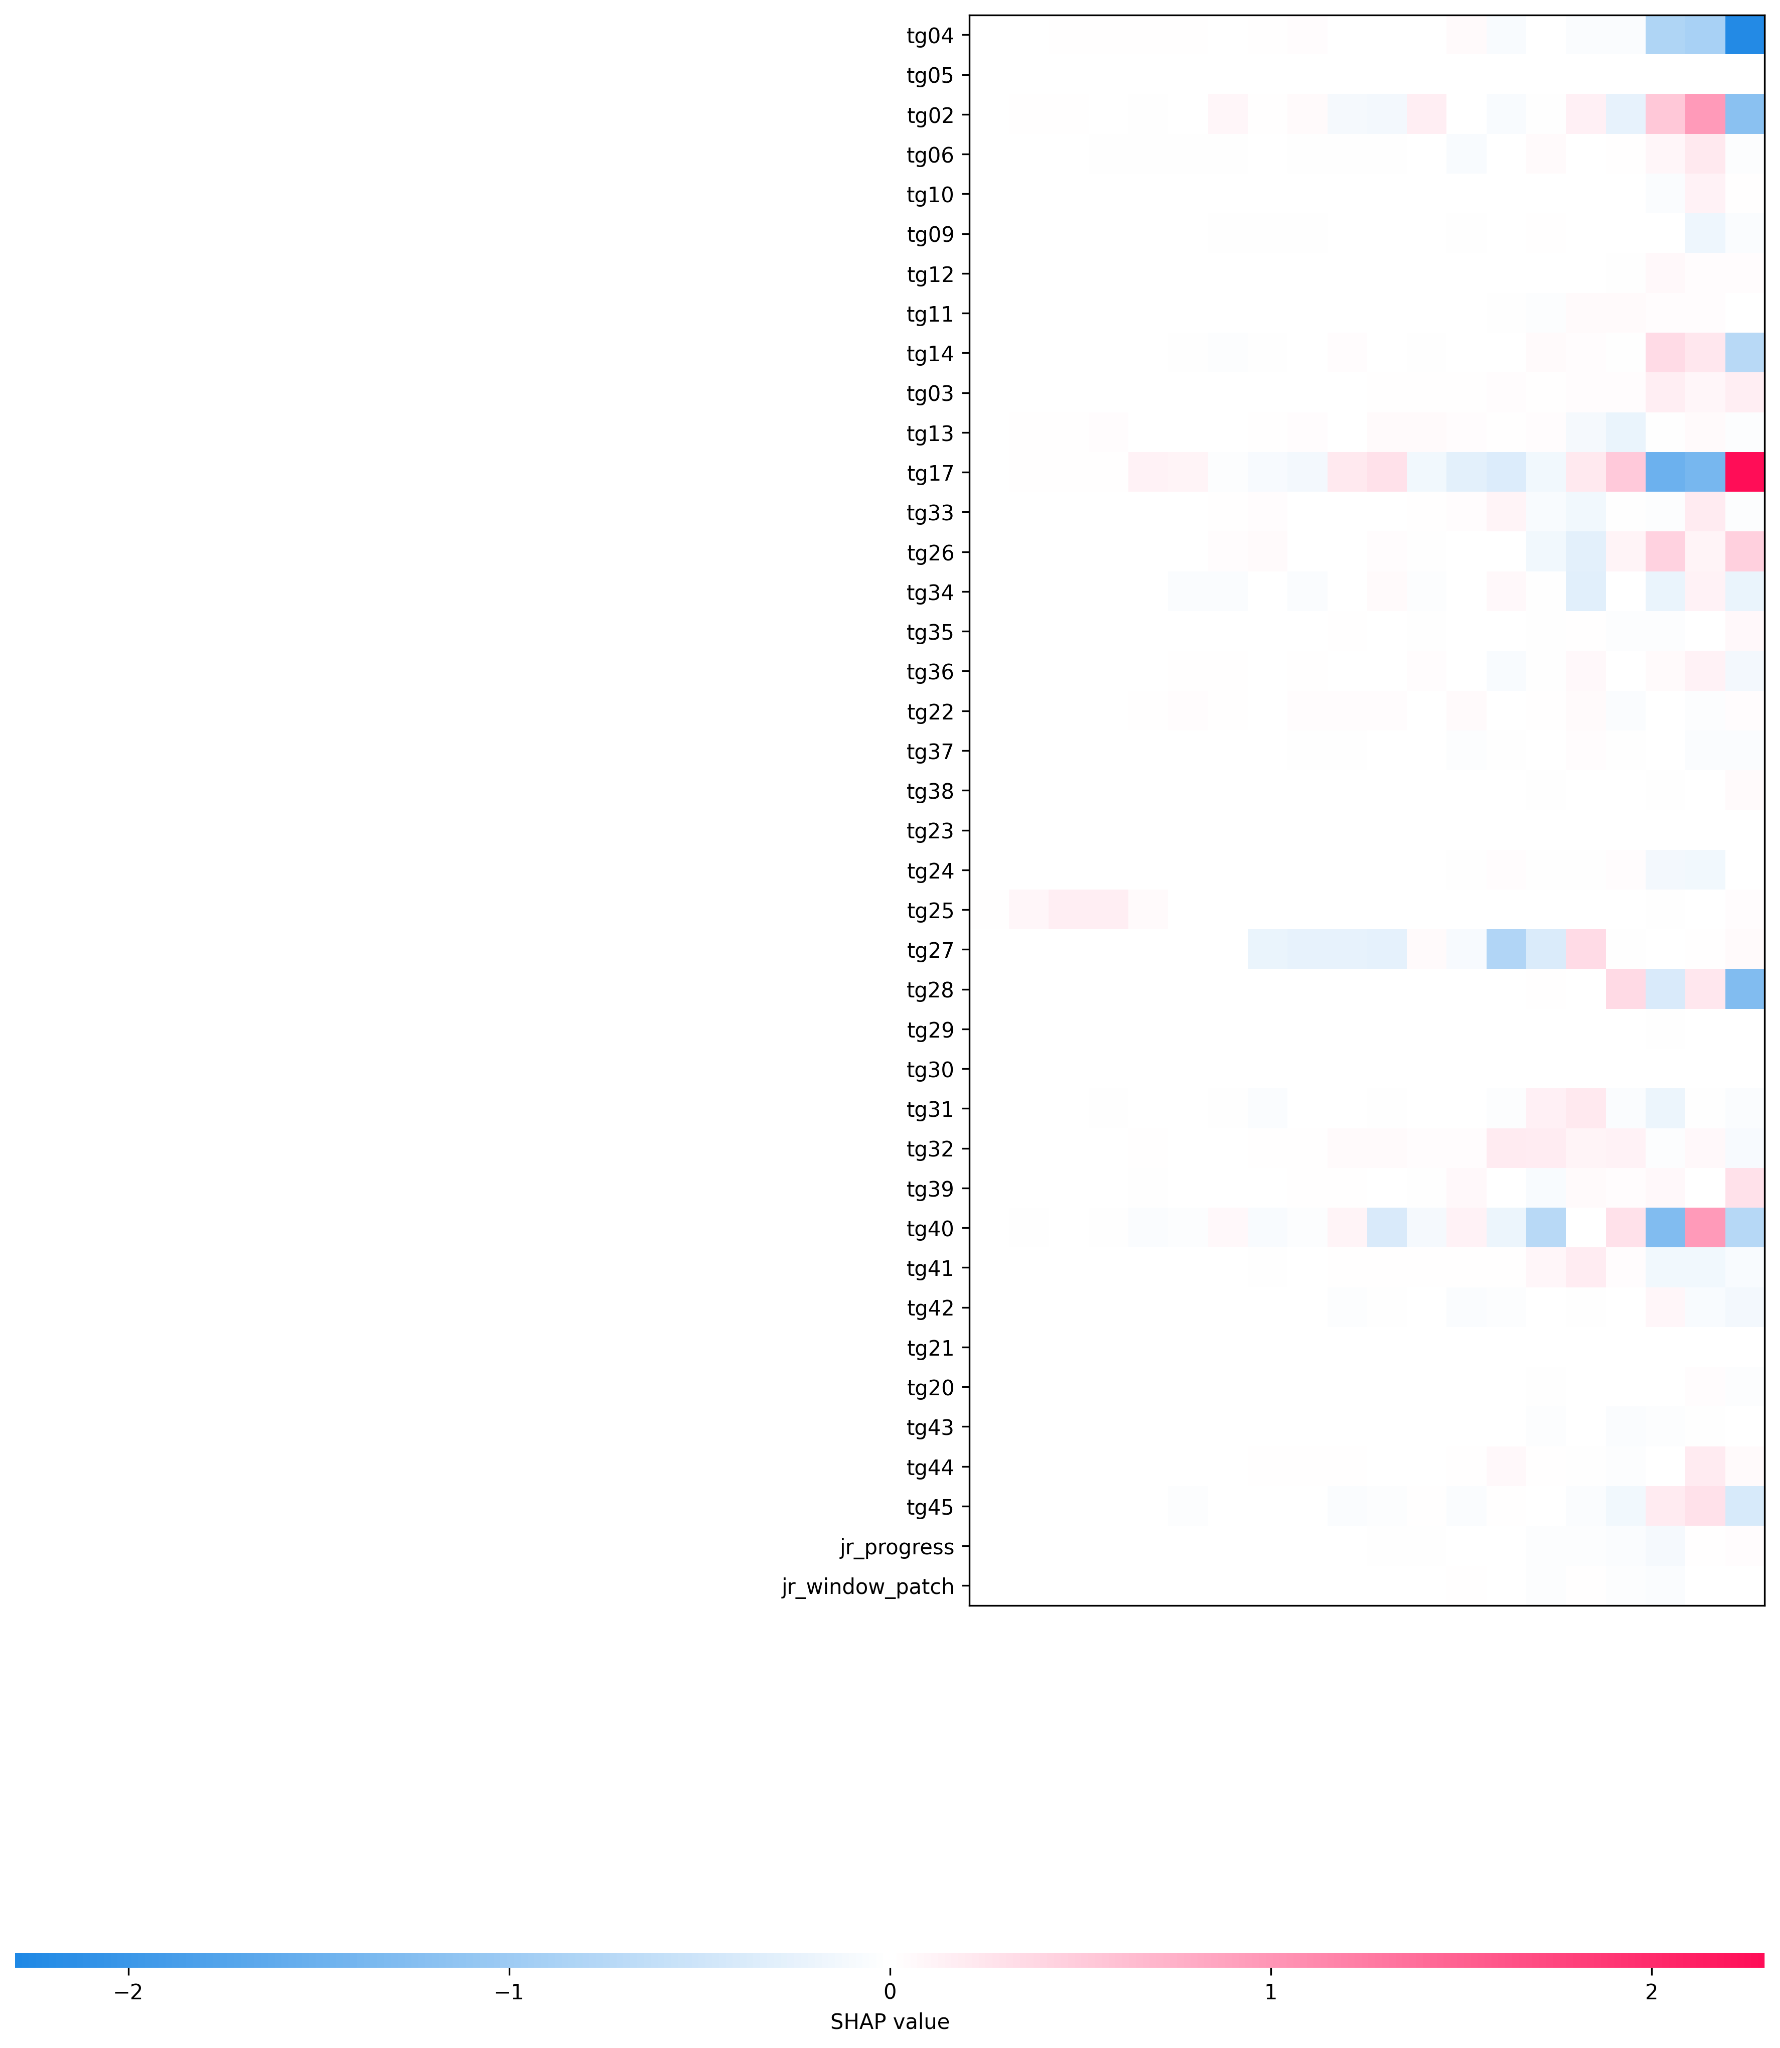 tg04
tg05
tg02
tg06
tg10
tg09
tg12
tg11
tg14
tg03
tg13
tg17
tg33
tg26
tg34
tg35
tg36
tg22
tg37
tg38
tg23
tg24
tg25
tg27
tg28
tg29
tg30
tg31
tg32
tg39
tg40
tg41
tg42
tg21
tg20
tg43
tg44
tg45
jr_progress
jr_window_patch
−2 −1 0 1 2
SHAP value